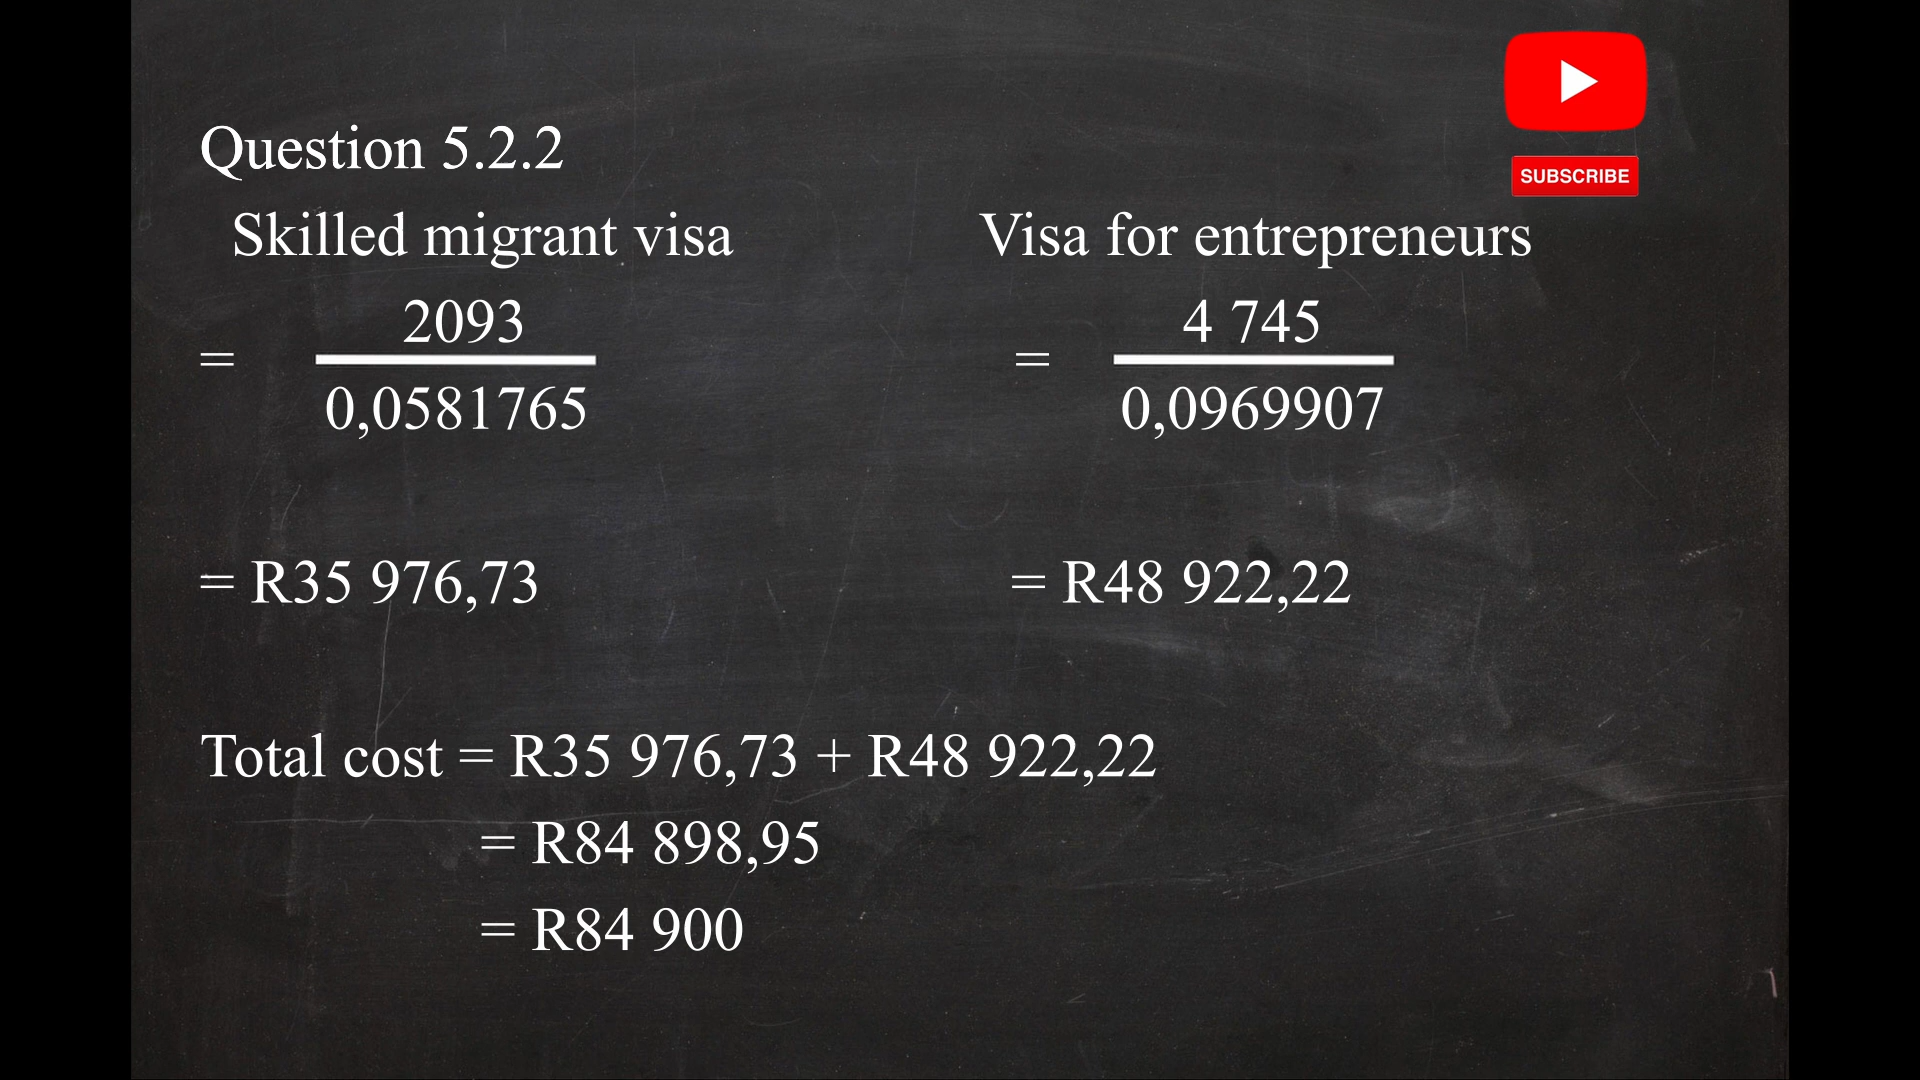 SUBSCRIBE
Question 5.2.2
Skilled migrant visa
Visa for entrepreneurs
= 2093
0,0581765
= 4 745
0,0969907
= R35 976,73
= R48 922,22
Total cost = R35 976,73 + R48 922,22
= R84 898,95
= R84 900